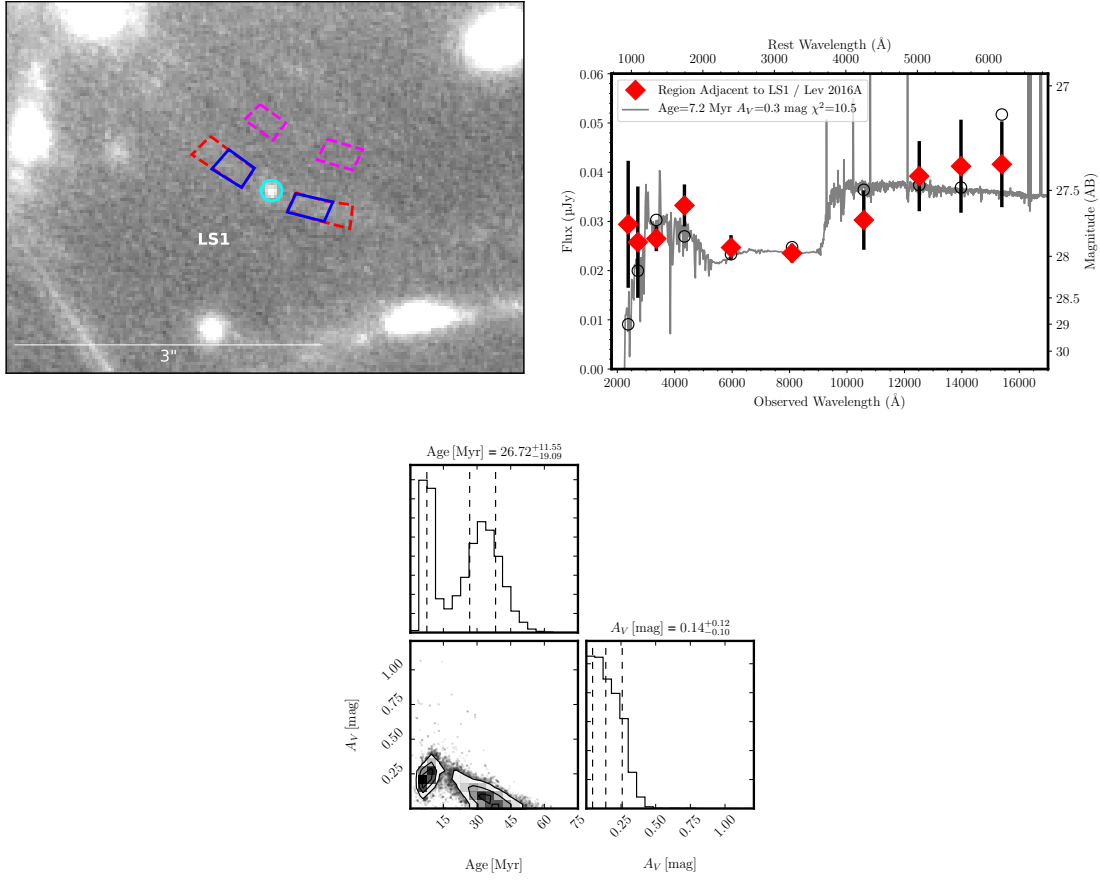 LS1
3"
Rest Wavelength (Å)
1000 2000 3000 4000 5000 6000
Region Adjacent to LS1 / Lev 2016A
Age=7.2 Myr A_V=0.3 mag χ²=10.5
Flux (μJy)
0.06
0.05
0.04
0.03
0.02
0.01
0.00
27
27.5
28
28.5
29
30
Magnitude (AB)
2000 4000 6000 8000 10000 12000 14000 16000
Observed Wavelength (Å)
Age [Myr] = 26.72^{+11.55}_{-19.09}
A_V [mag] = 0.14^{+0.12}_{-0.10}
A_V [mag]
1.00
0.75
0.50
0.25
15 30 45 60 75
Age [Myr]
0.25 0.50 0.75 1.00
A_V [mag]